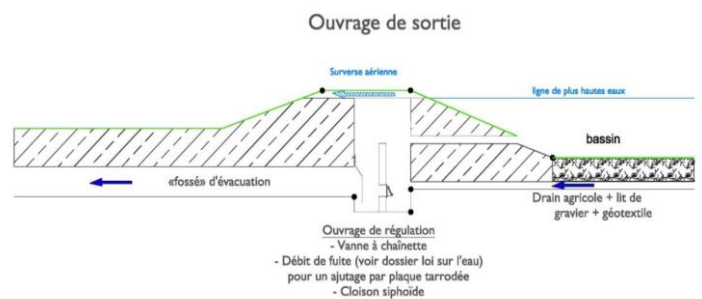 Ouvrage de sortie
Surverse aérienne
ligne de plus hautes eaux
bassin
«fossé» d'évacuation
Drain agricole + lit de
gravier + géotextile
Ouvrage de régulation
- Vanne à chaînette
- Débit de fuite (voir dossier loi sur l'eau)
pour un ajutage par plaque tarrodée
- Cloison siphoïde